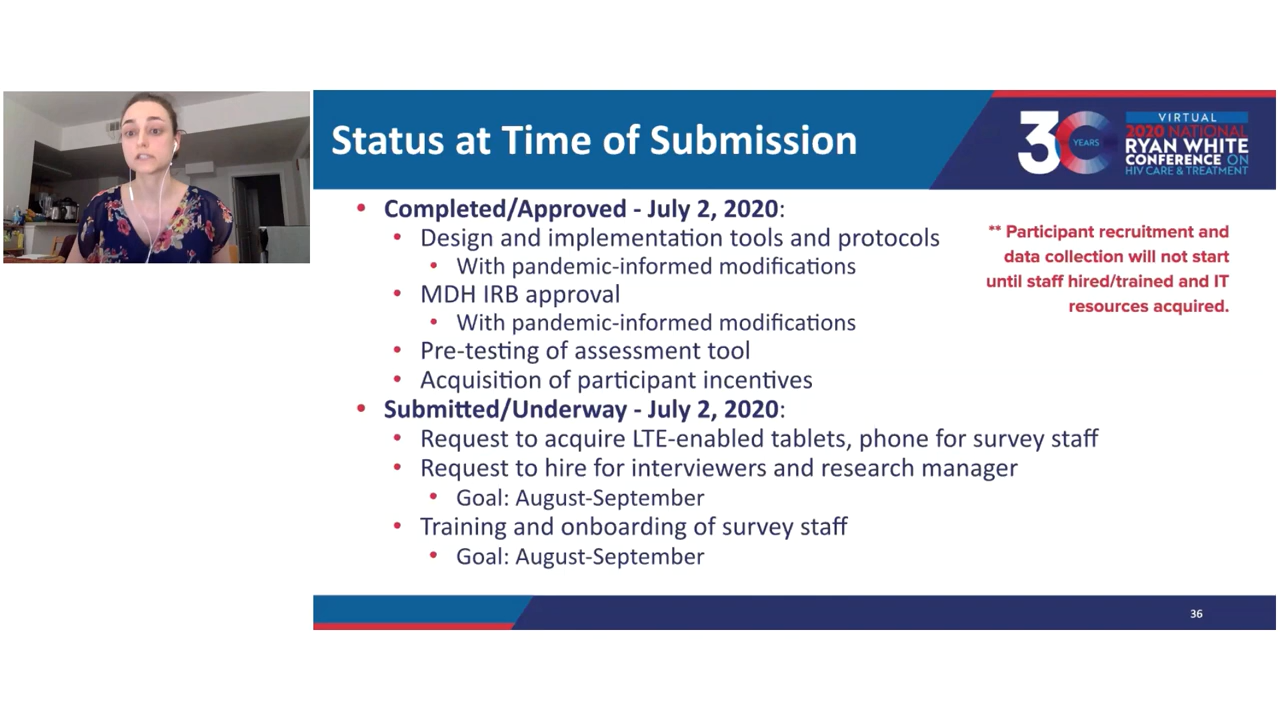 Status at Time of Submission
30 YEARS
VIRTUAL
2020 NATIONAL
RYAN WHITE
CONFERENCE ON
HIV CARE & TREATMENT
• Completed/Approved - July 2, 2020:
• Design and implementation tools and protocols
• With pandemic-informed modifications
• MDH IRB approval
• With pandemic-informed modifications
• Pre-testing of assessment tool
• Acquisition of participant incentives
• Submitted/Underway - July 2, 2020:
• Request to acquire LTE-enabled tablets, phone for survey staff
• Request to hire for interviewers and research manager
• Goal: August-September
• Training and onboarding of survey staff
• Goal: August-September
** Participant recruitment and
data collection will not start
until staff hired/trained and IT
resources acquired.
36